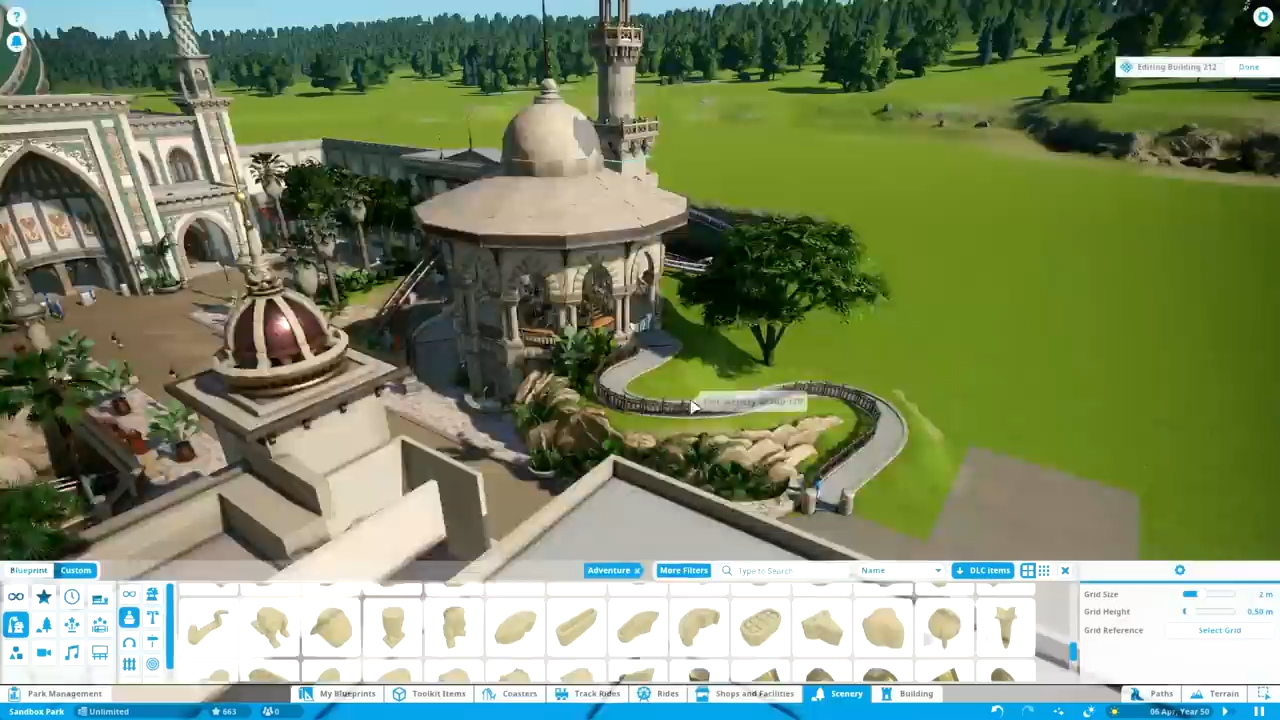 Editing Building 212 Done
Blueprint Custom Adventure x More Filters Type to Search Name DLC items
Grid Size 2 m
Grid Height 0.50 m
Grid Reference Select Grid
Park Management My Blueprints Toolkit Items Coasters Track Rides Rides Shops and Facilities Scenery Building Paths Terrain
Sandbox Park Unlimited 663 0 06 Apr, Year 50